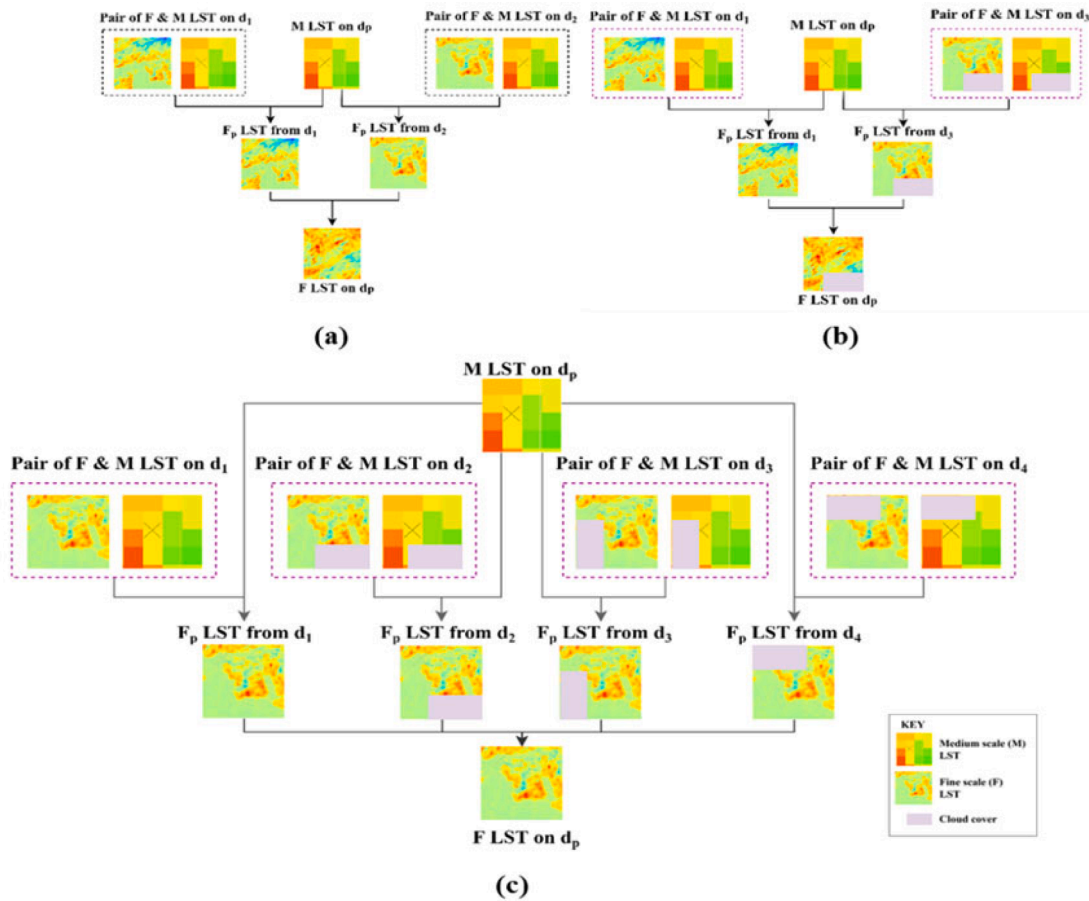 Pair of F & M LST on d₁
M LST on dₚ
Pair of F & M LST on d₂
Fₚ LST from d₁
Fₚ LST from d₂
F LST on dₚ
(a)
Pair of F & M LST on d₁
M LST on dₚ
Pair of F & M LST on d₃
Fₚ LST from d₁
Fₚ LST from d₃
F LST on dₚ
(b)
M LST on dₚ
Pair of F & M LST on d₁
Pair of F & M LST on d₂
Pair of F & M LST on d₃
Pair of F & M LST on d₄
Fₚ LST from d₁
Fₚ LST from d₂
Fₚ LST from d₃
Fₚ LST from d₄
F LST on dₚ
KEY
Medium scale (M)
LST
Fine scale (F)
LST
Cloud cover
(c)